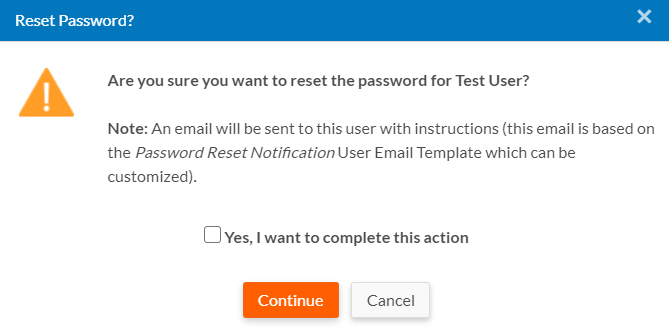 Reset Password?
Are you sure you want to reset the password for Test User?
Note: An email will be sent to this user with instructions (this email is based on
the Password Reset Notification User Email Template which can be
customized).
Yes, I want to complete this action
Continue
Cancel